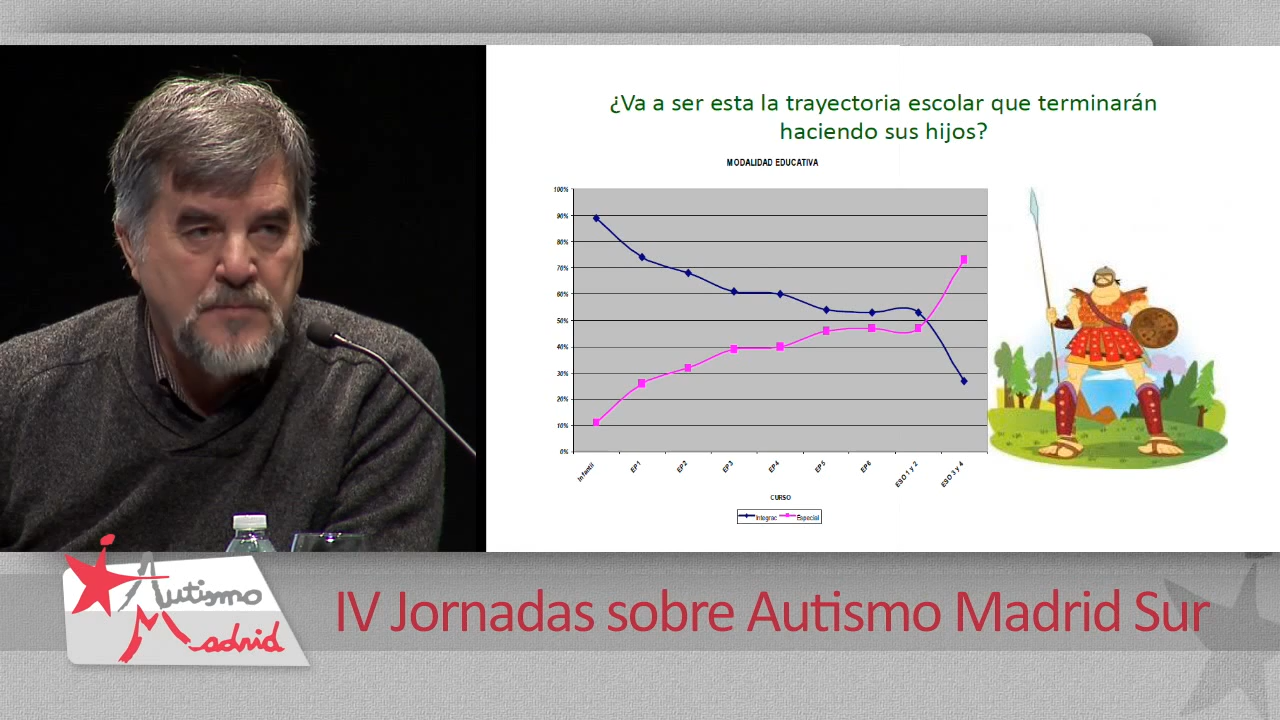 ¿Va a ser esta la trayectoria escolar que terminarán
haciendo sus hijos?
MODALIDAD EDUCATIVA
100%
90%
80%
70%
60%
50%
40%
30%
20%
10%
0%
Infantil
EP1
EP2
EP3
EP4
EP5
EP6
ESO 1 y 2
ESO 3 y 4
CURSO
Integrac
Especial
Autismo
Madrid
IV Jornadas sobre Autismo Madrid Sur